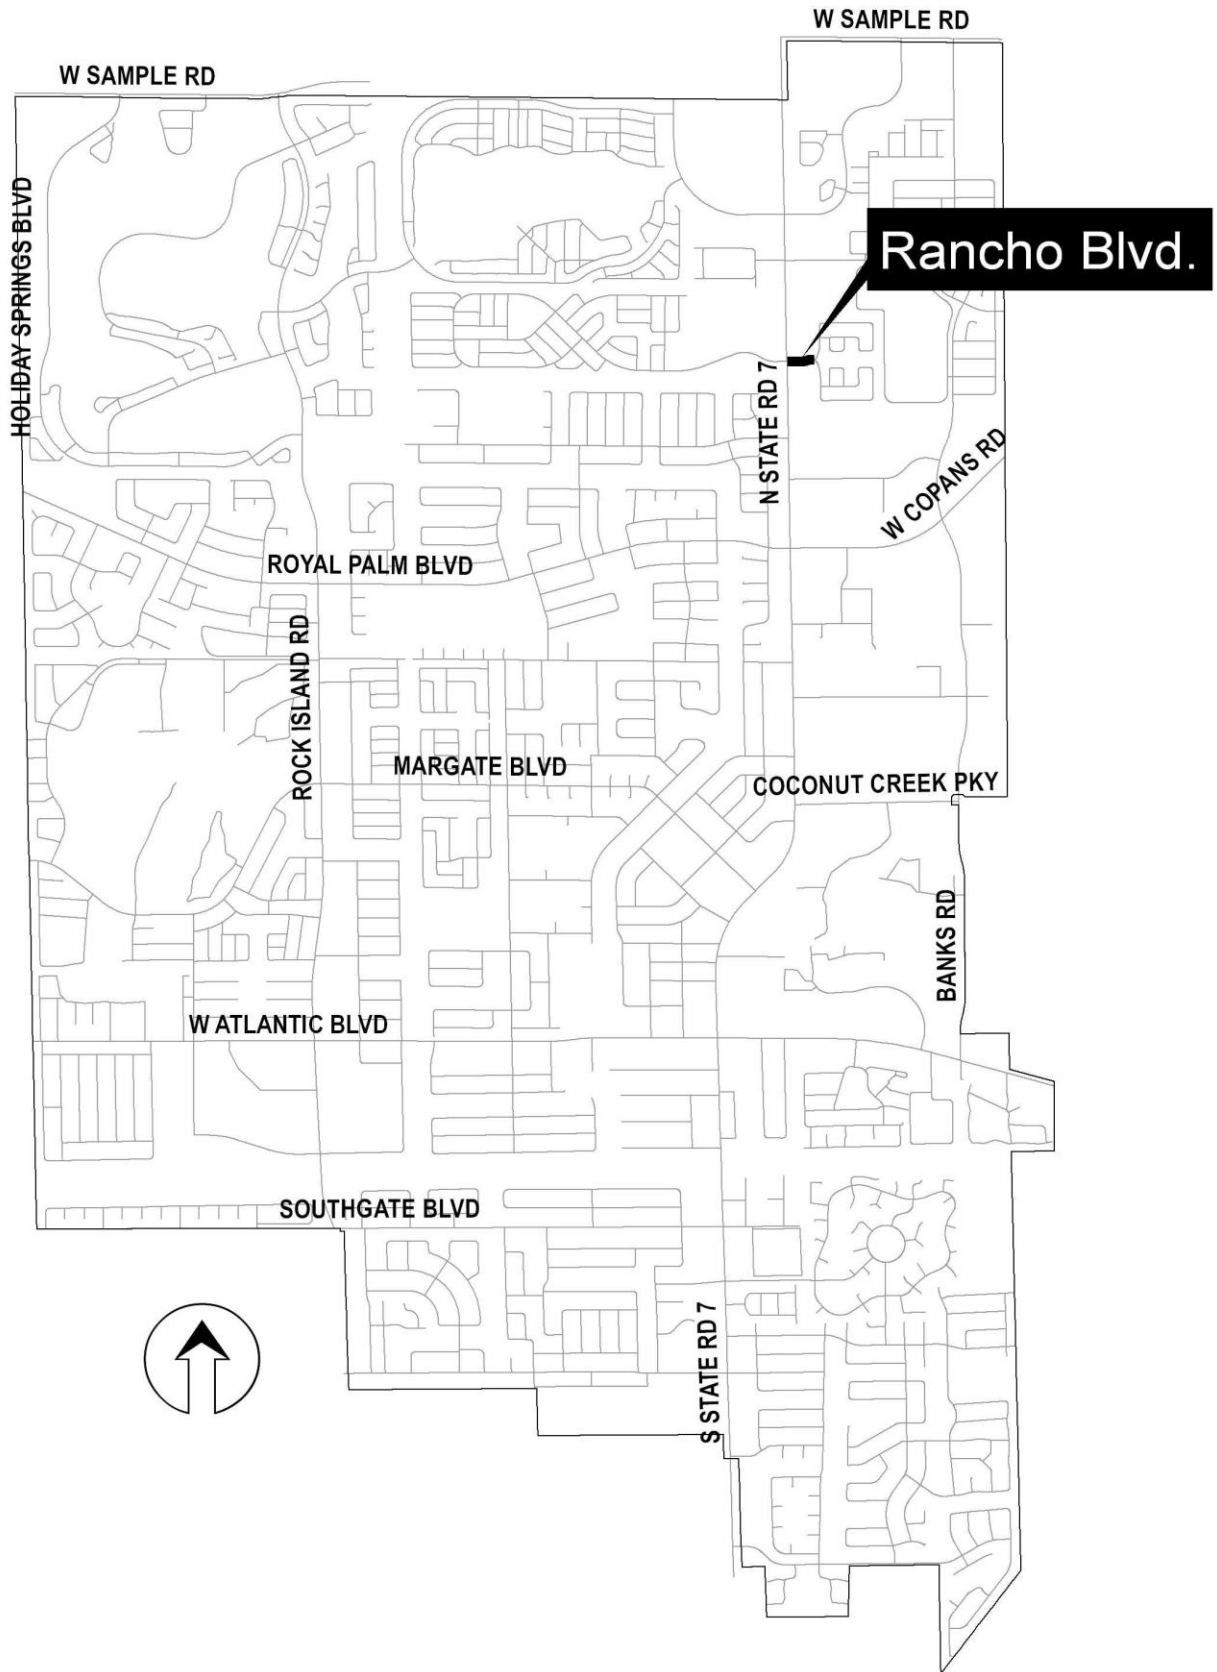 W SAMPLE RD
W SAMPLE RD
HOLIDAY SPRINGS BLVD
Rancho Blvd.
N STATE RD 7
W COPANS RD
ROYAL PALM BLVD
ROCK ISLAND RD
MARGATE BLVD
COCONUT CREEK PKY
BANKS RD
W ATLANTIC BLVD
SOUTHGATE BLVD
S STATE RD 7